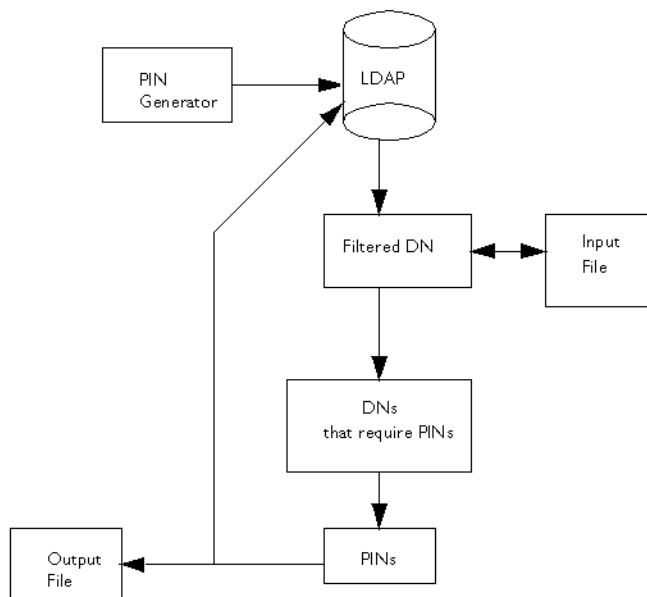 PIN
Generator
LDAP
Filtered DN
Input
File
DNs
that require PINs
PINs
Output
File